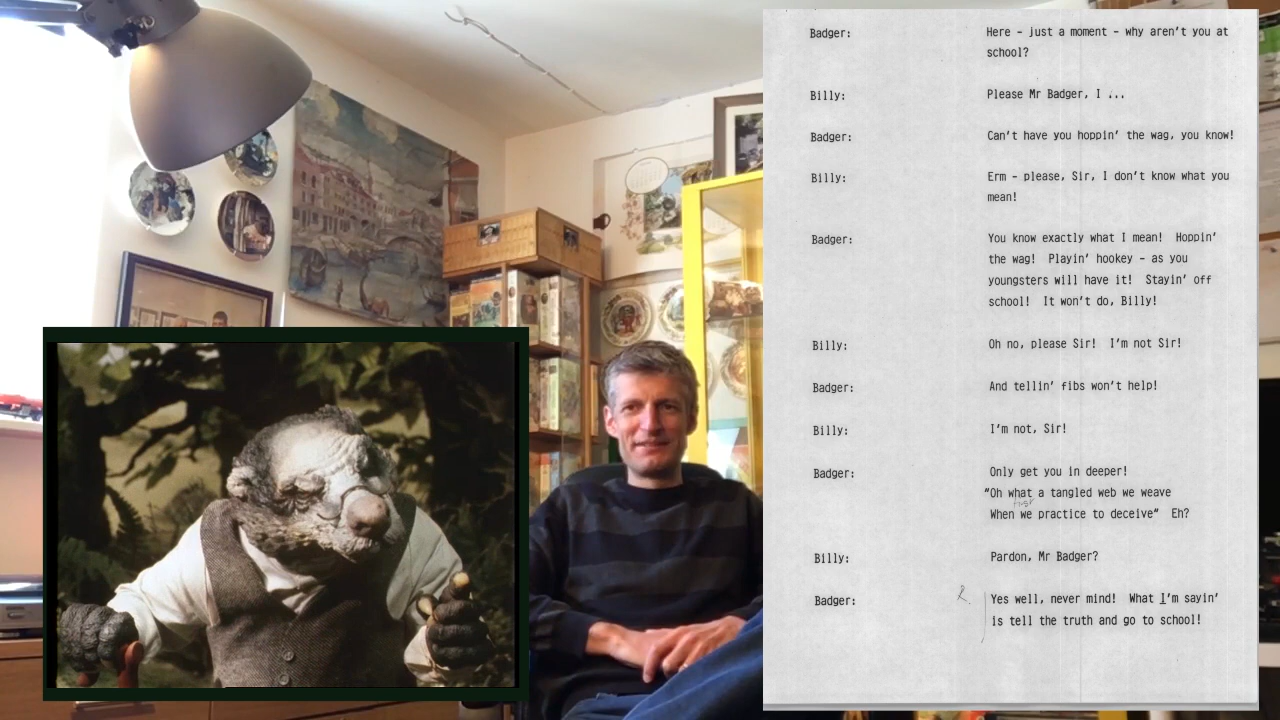 Badger: Here - just a moment - why aren't you at
school?
Billy: Please Mr Badger, I ...
Badger: Can't have you hoppin' the wag, you know!
Billy: Erm - please, Sir, I don't know what you
mean!
Badger: You know exactly what I mean! Hoppin'
the wag! Playin' hookey - as you
youngsters will have it! Stayin' off
school! It won't do, Billy!
Billy: Oh no, please Sir! I'm not Sir!
Badger: And tellin' fibs won't help!
Billy: I'm not, Sir!
Badger: Only get you in deeper!
"Oh what a tangled web we weave
first
When we practice to deceive" Eh?
Billy: Pardon, Mr Badger?
Badger: Yes well, never mind! What I'm sayin'
is tell the truth and go to school!